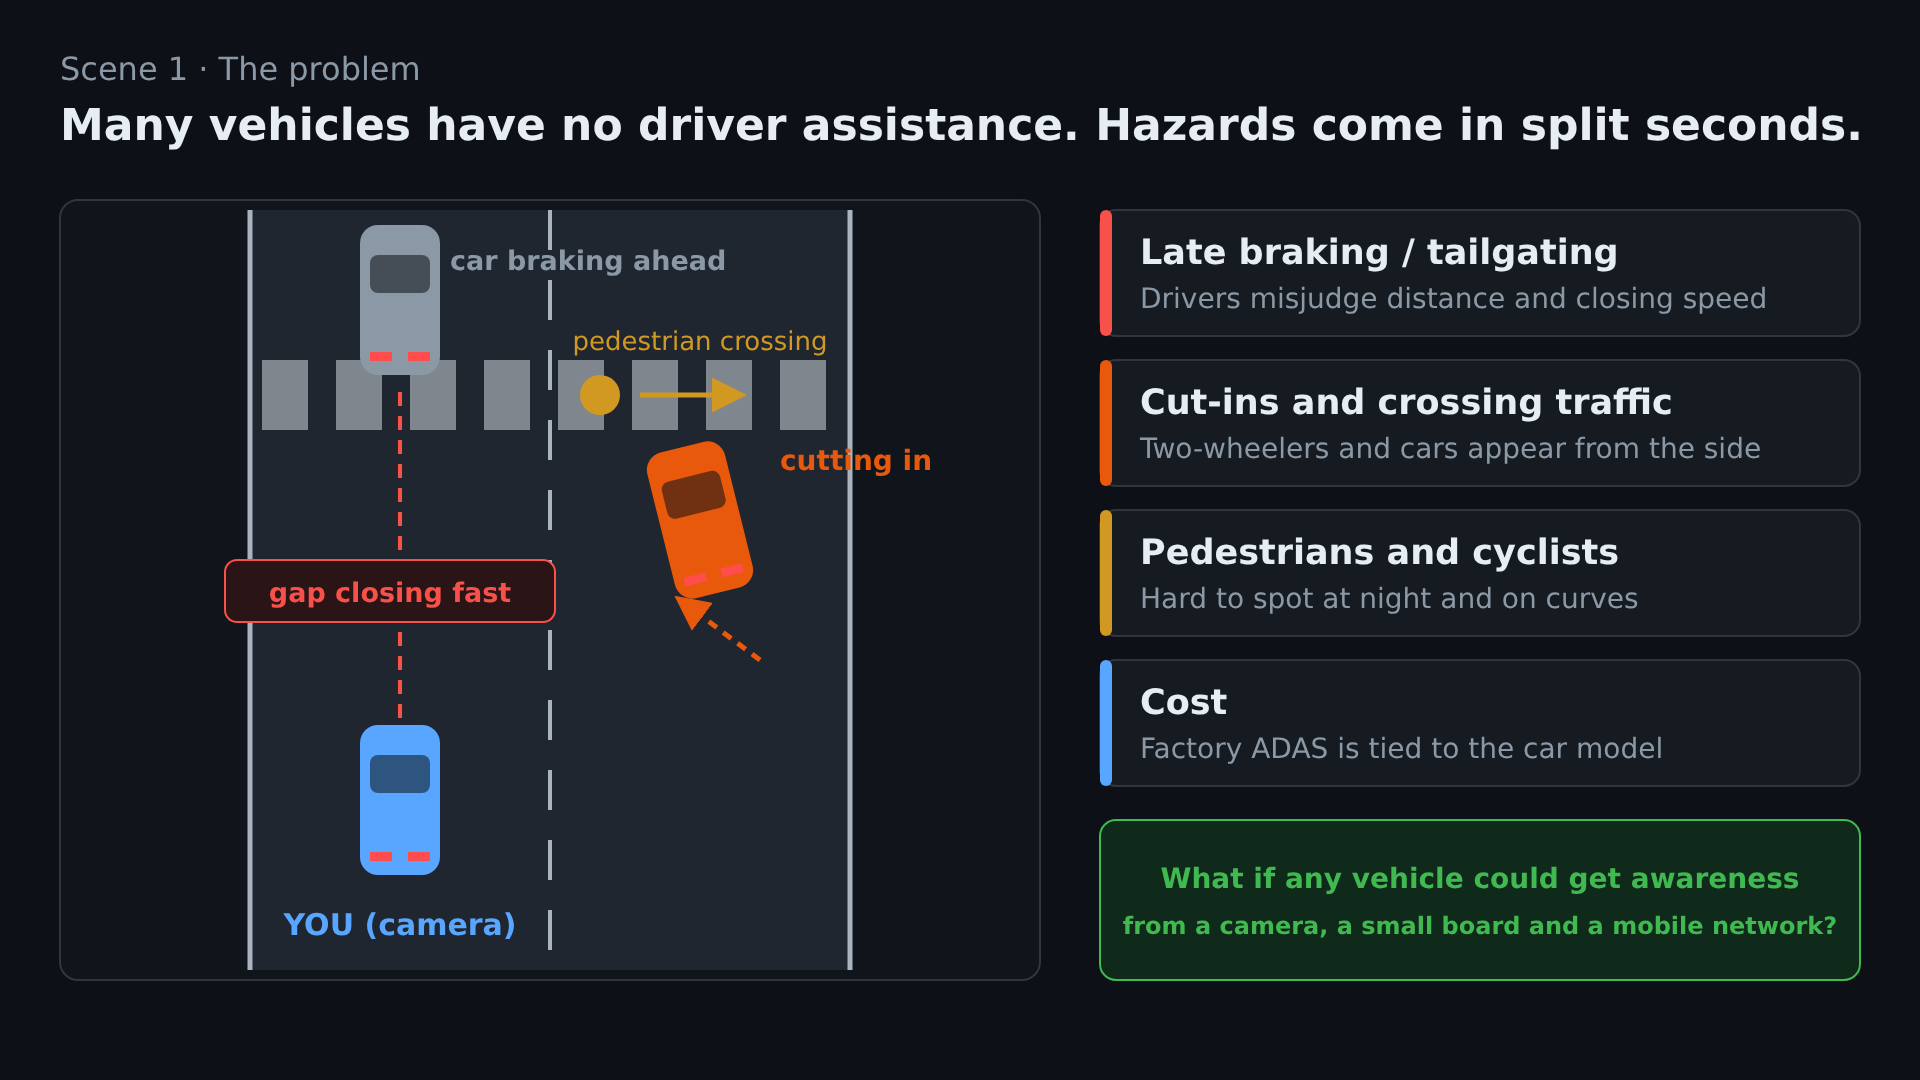 Scene 1 · The problem
Many vehicles have no driver assistance. Hazards come in split seconds.
car braking ahead
pedestrian crossing
cutting in
gap closing fast
YOU (camera)
Late braking / tailgating
Drivers misjudge distance and closing speed
Cut-ins and crossing traffic
Two-wheelers and cars appear from the side
Pedestrians and cyclists
Hard to spot at night and on curves
Cost
Factory ADAS is tied to the car model
What if any vehicle could get awareness
from a camera, a small board and a mobile network?